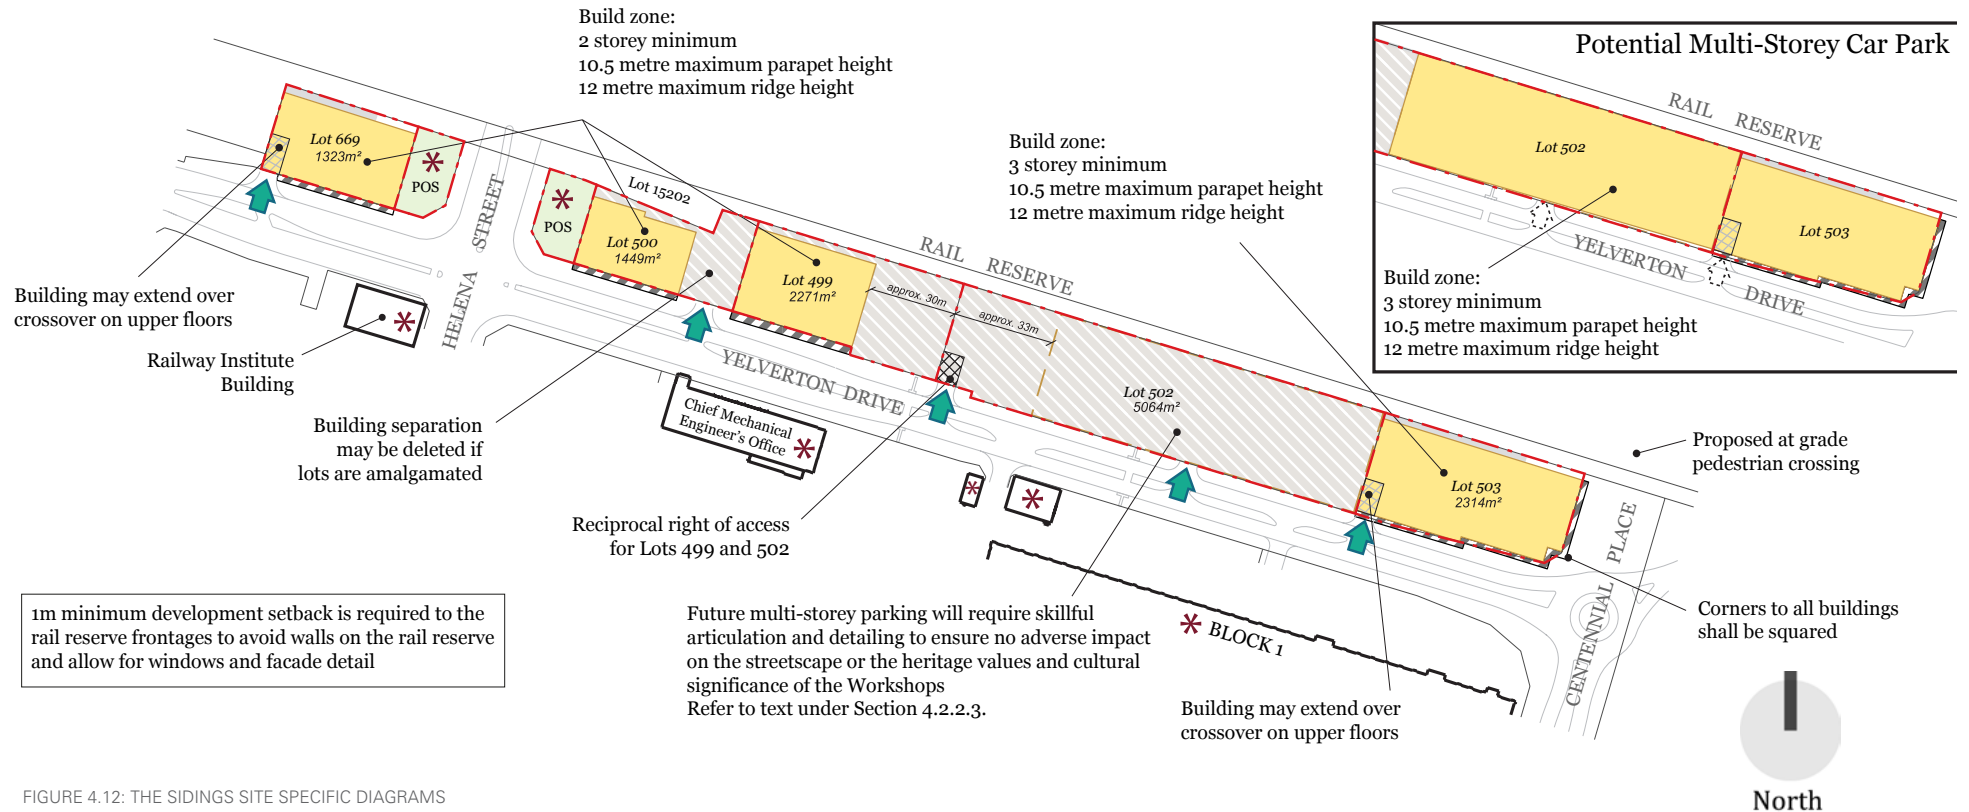 Build zone:
2 storey minimum
10.5 metre maximum parapet height
12 metre maximum ridge height
Potential Multi-Storey Car Park
RAIL RESERVE
Lot 502
Lot 503
YELVERTON
DRIVE
Build zone:
3 storey minimum
10.5 metre maximum parapet height
12 metre maximum ridge height
Build zone:
3 storey minimum
10.5 metre maximum parapet height
12 metre maximum ridge height
Lot 669
1323m²
POS
HELENA STREET
POS
Lot 15202
Lot 500
1449m²
Lot 499
2271m²
RAIL RESERVE
approx. 30m
approx. 33m
Lot 502
5064m²
Lot 503
2314m²
YELVERTON DRIVE
Building may extend over
crossover on upper floors
Railway Institute
Building
Building separation
may be deleted if
lots are amalgamated
Chief Mechanical
Engineer's Office
Reciprocal right of access
for Lots 499 and 502
Proposed at grade
pedestrian crossing
CENTENNIAL PLACE
Corners to all buildings
shall be squared
1m minimum development setback is required to the
rail reserve frontages to avoid walls on the rail reserve
and allow for windows and facade detail
Future multi-storey parking will require skillful
articulation and detailing to ensure no adverse impact
on the streetscape or the heritage values and cultural
significance of the Workshops
Refer to text under Section 4.2.2.3.
BLOCK 1
Building may extend over
crossover on upper floors
North
FIGURE 4.12: THE SIDINGS SITE SPECIFIC DIAGRAMS